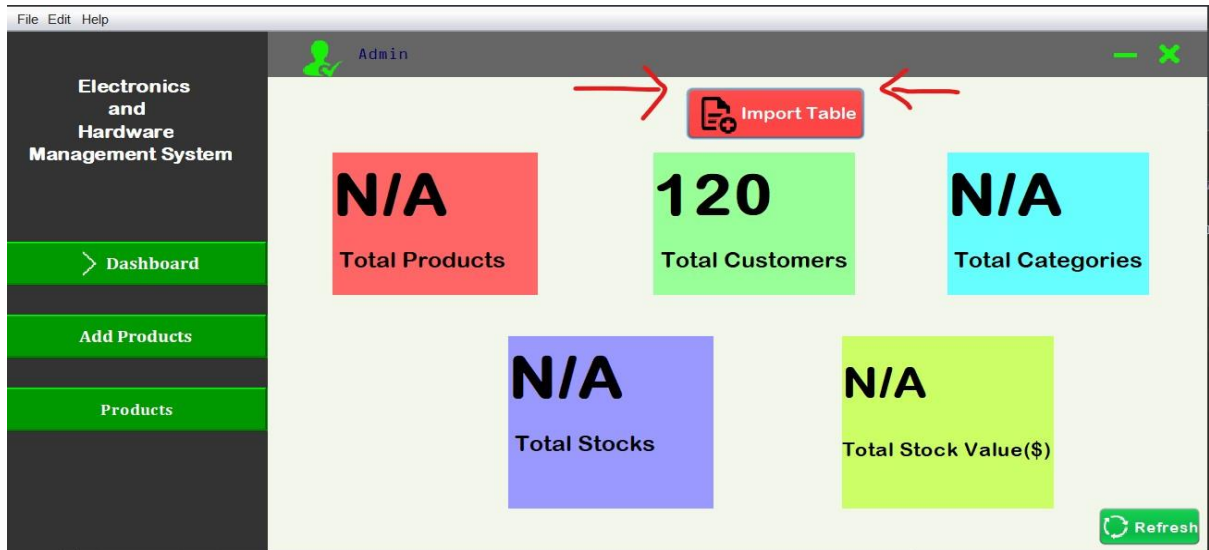 File Edit Help
Admin
Electronics
and
Hardware
Management System
Dashboard
Add Products
Products
Import Table
N/A
Total Products
120
Total Customers
N/A
Total Categories
N/A
Total Stocks
N/A
Total Stock Value($)
Refresh